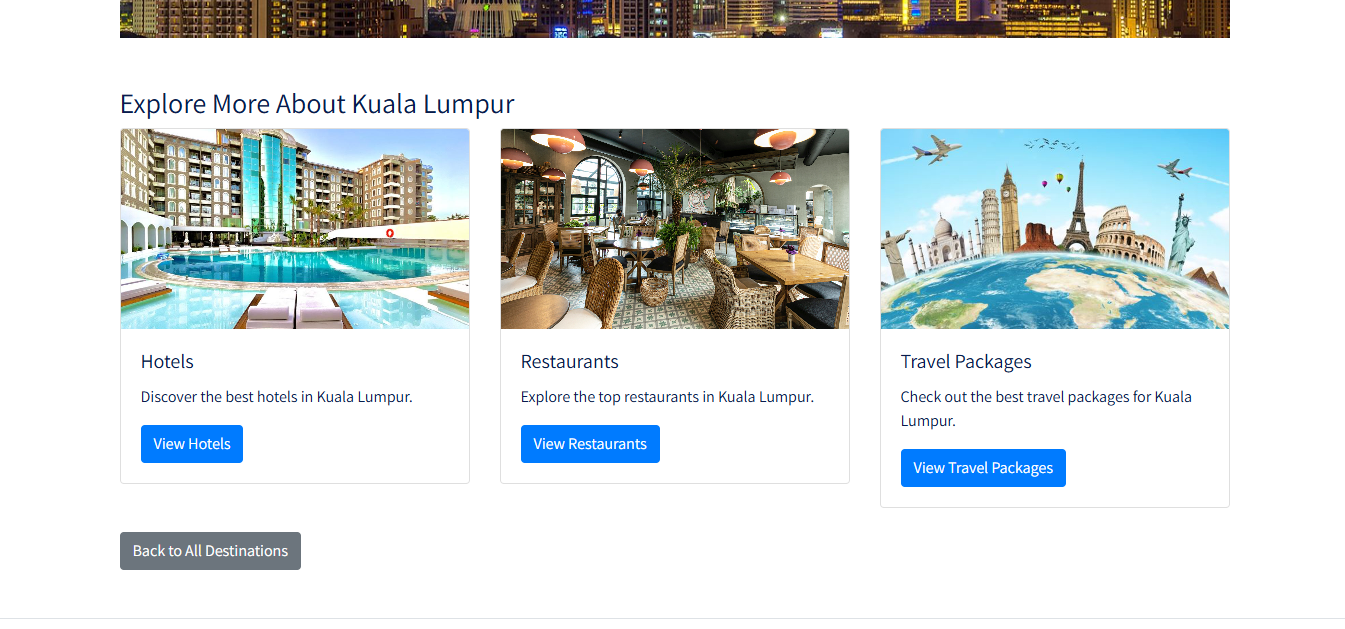 Explore More About Kuala Lumpur
Hotels
Discover the best hotels in Kuala Lumpur.
View Hotels
Restaurants
Explore the top restaurants in Kuala Lumpur.
View Restaurants
Travel Packages
Check out the best travel packages for Kuala
Lumpur.
View Travel Packages
Back to All Destinations